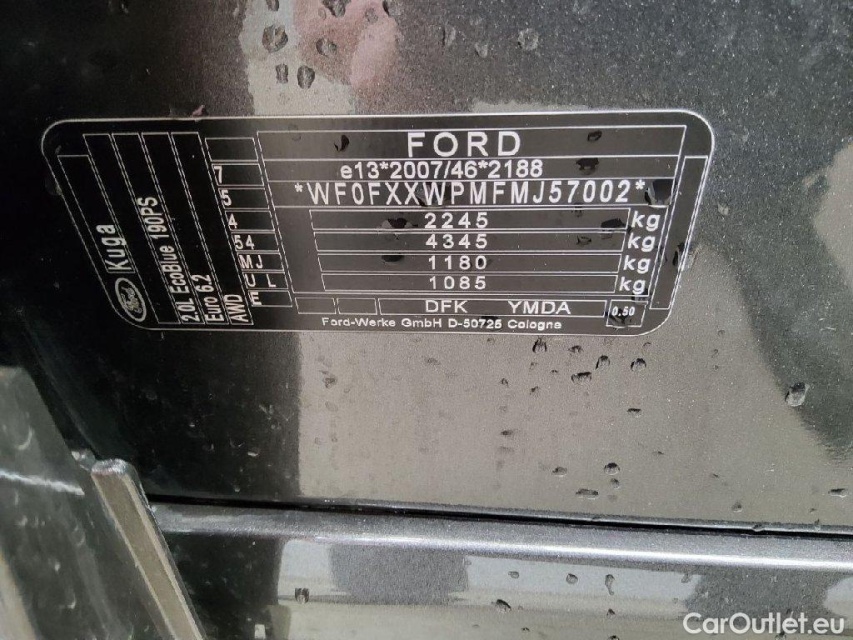 FORD
e13*2007/46*2188
*WF0FXXWPMFMJ57002*
2245 kg
4345 kg
1180 kg
1085 kg
DFK YMDA 0.50
Ford-Werke GmbH D-50725 Cologne
Kuga
2.0L EcoBlue 190PS
Euro 6.2
AWD
7
5
4
54
MJ
UL
E
Ford
CarOutlet.eu